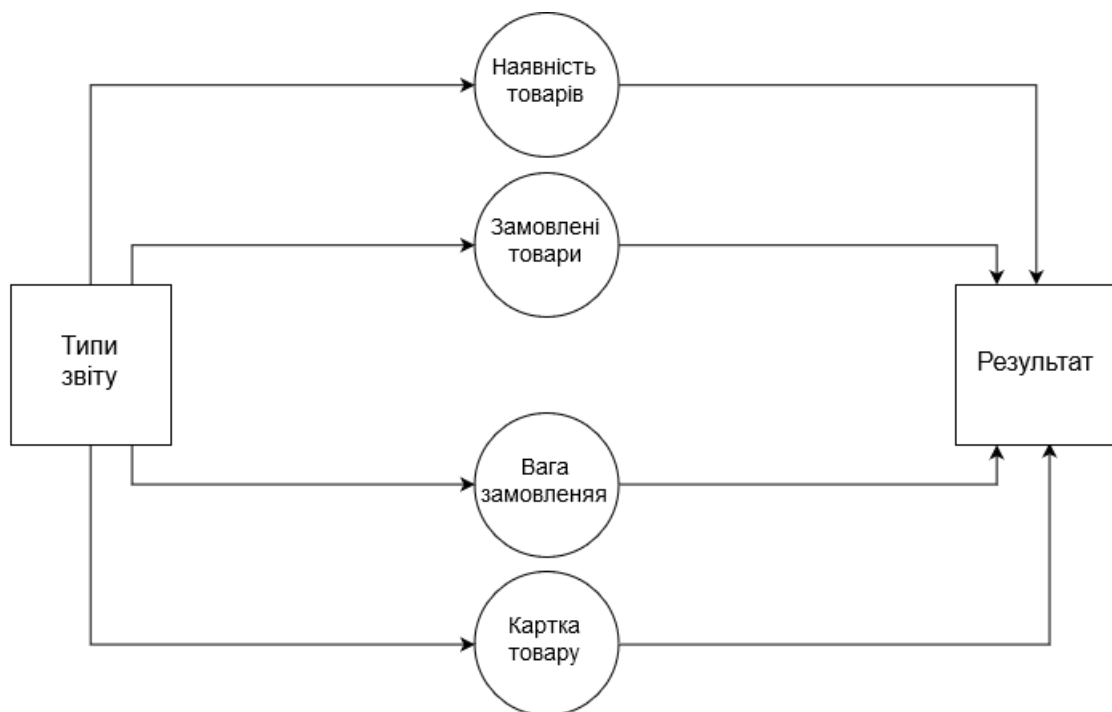 Наявність
товарів
Замовлені
товари
Типи
звіту
Результат
Вага
замовленяя
Картка
товару